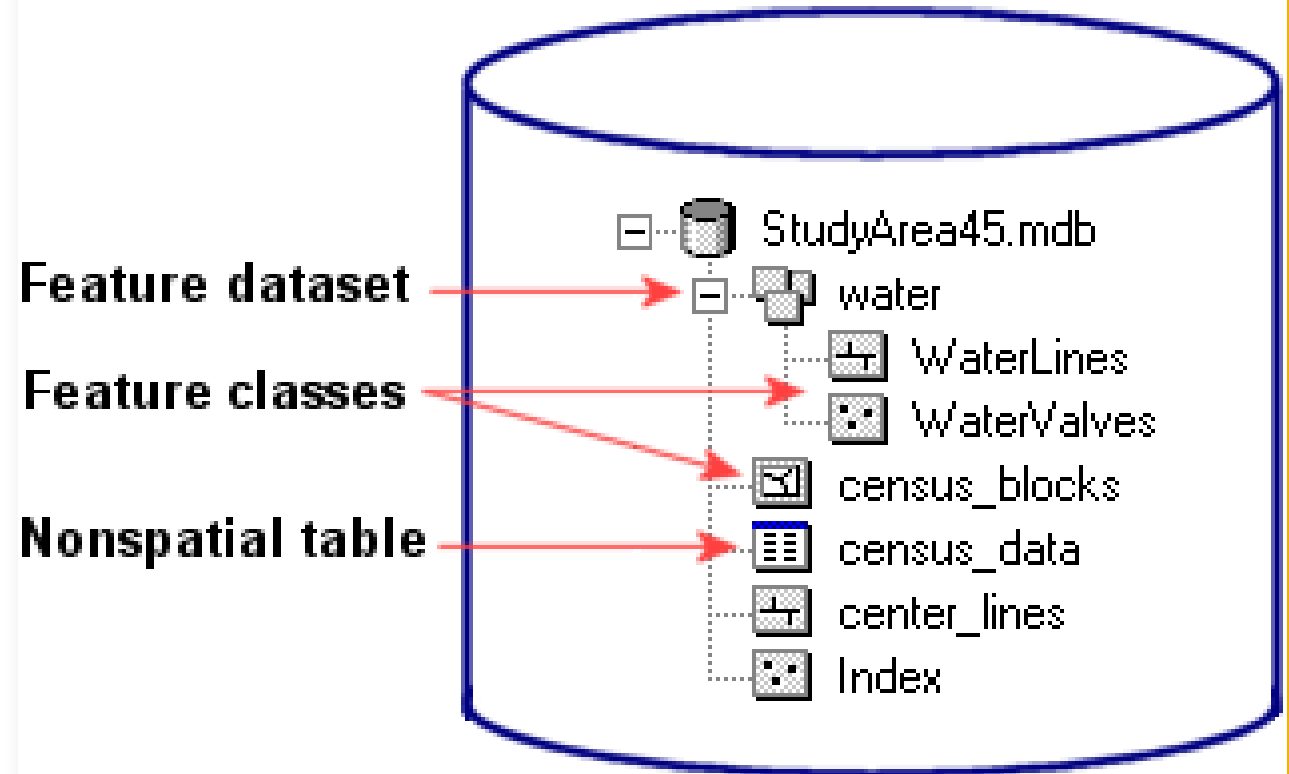 StudyArea45.mdb
Feature dataset
water
WaterLines
Feature classes
WaterValves
census_blocks
Nonspatial table
census_data
center_lines
Index